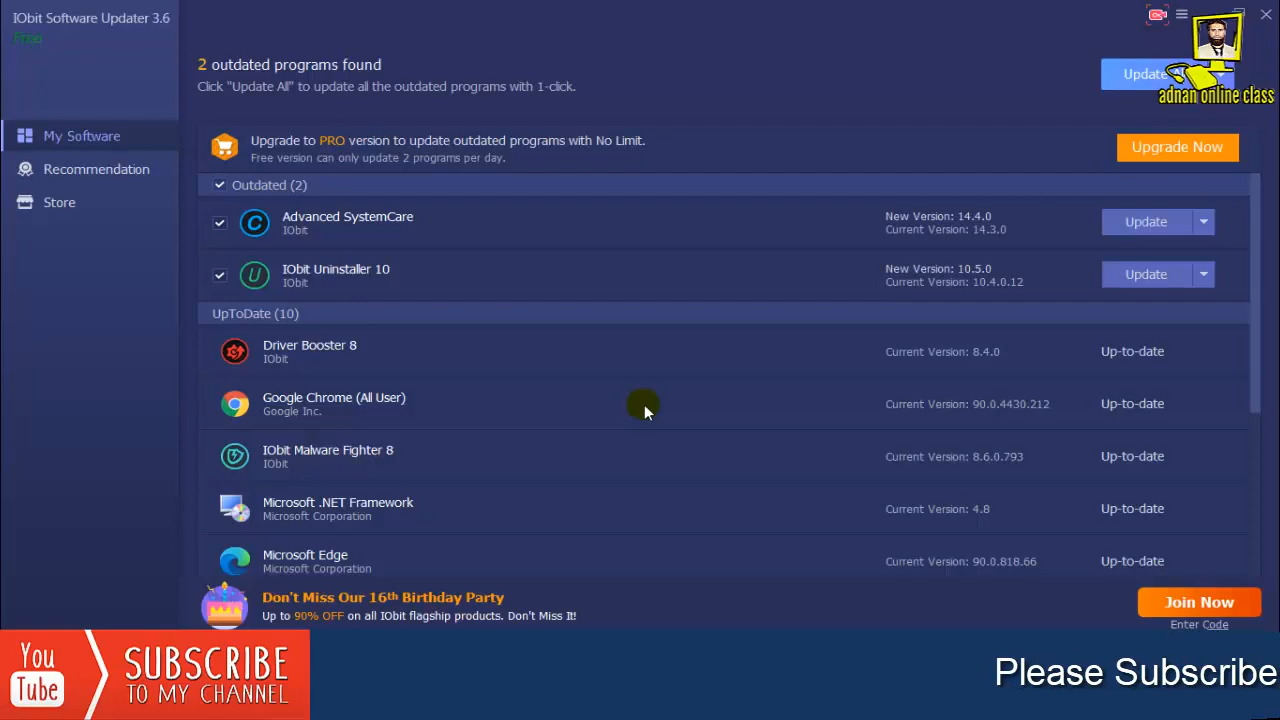 IObit Software Updater 3.6
Free
2 outdated programs found
Click "Update All" to update all the outdated programs with 1-click.
Update
adnan online class
My Software
Recommendation
Store
Upgrade to PRO version to update outdated programs with No Limit.
Free version can only update 2 programs per day.
Upgrade Now
Outdated (2)
Advanced SystemCare
IObit
New Version: 14.4.0
Current Version: 14.3.0
Update
IObit Uninstaller 10
IObit
New Version: 10.5.0
Current Version: 10.4.0.12
Update
UpToDate (10)
Driver Booster 8
IObit
Current Version: 8.4.0
Up-to-date
Google Chrome (All User)
Google Inc.
Current Version: 90.0.4430.212
Up-to-date
IObit Malware Fighter 8
IObit
Current Version: 8.6.0.793
Up-to-date
Microsoft .NET Framework
Microsoft Corporation
Current Version: 4.8
Up-to-date
Microsoft Edge
Microsoft Corporation
Current Version: 90.0.818.66
Up-to-date
Don't Miss Our 16th Birthday Party
Up to 90% OFF on all IObit flagship products. Don't Miss It!
Join Now
Enter Code
You
Tube
SUBSCRIBE
TO MY CHANNEL
Please Subscribe